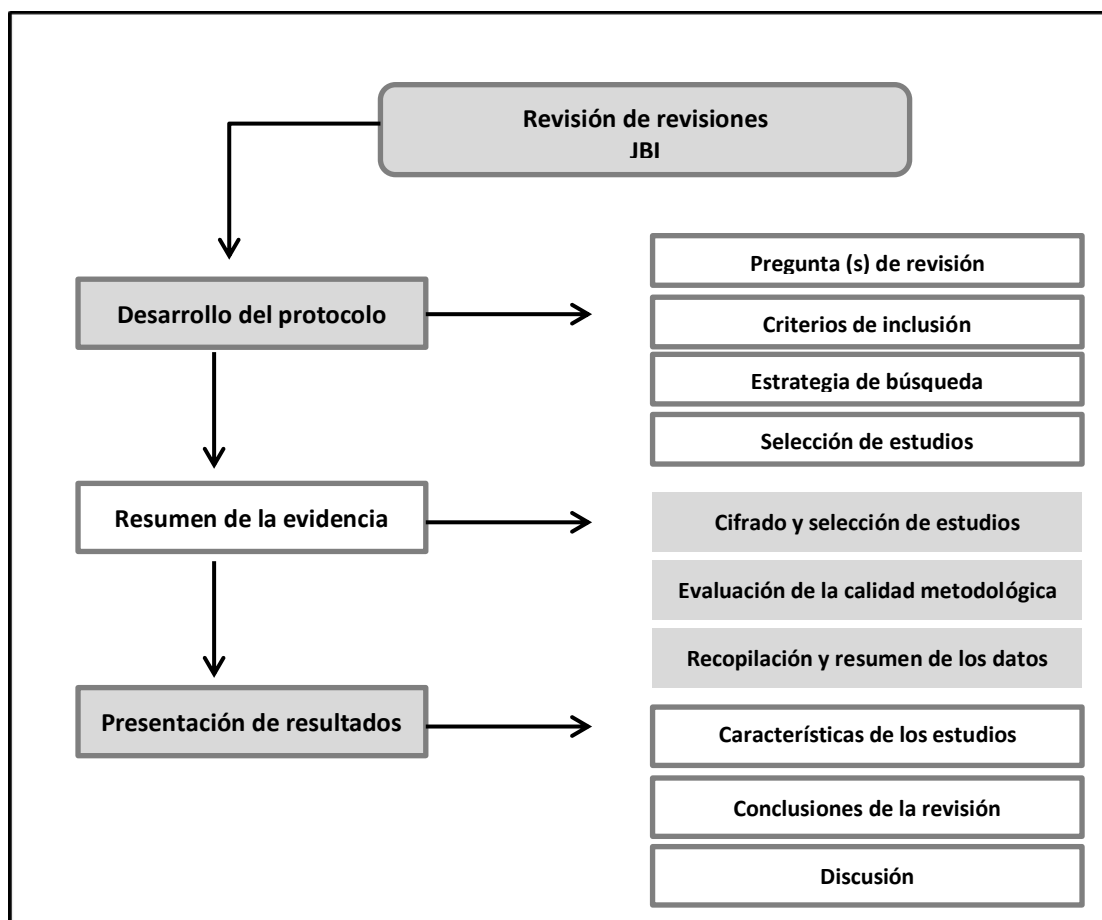 Revisión de revisiones
JBI
Desarrollo del protocolo
Pregunta (s) de revisión
Criterios de inclusión
Estrategia de búsqueda
Selección de estudios
Resumen de la evidencia
Cifrado y selección de estudios
Evaluación de la calidad metodológica
Recopilación y resumen de los datos
Presentación de resultados
Características de los estudios
Conclusiones de la revisión
Discusión